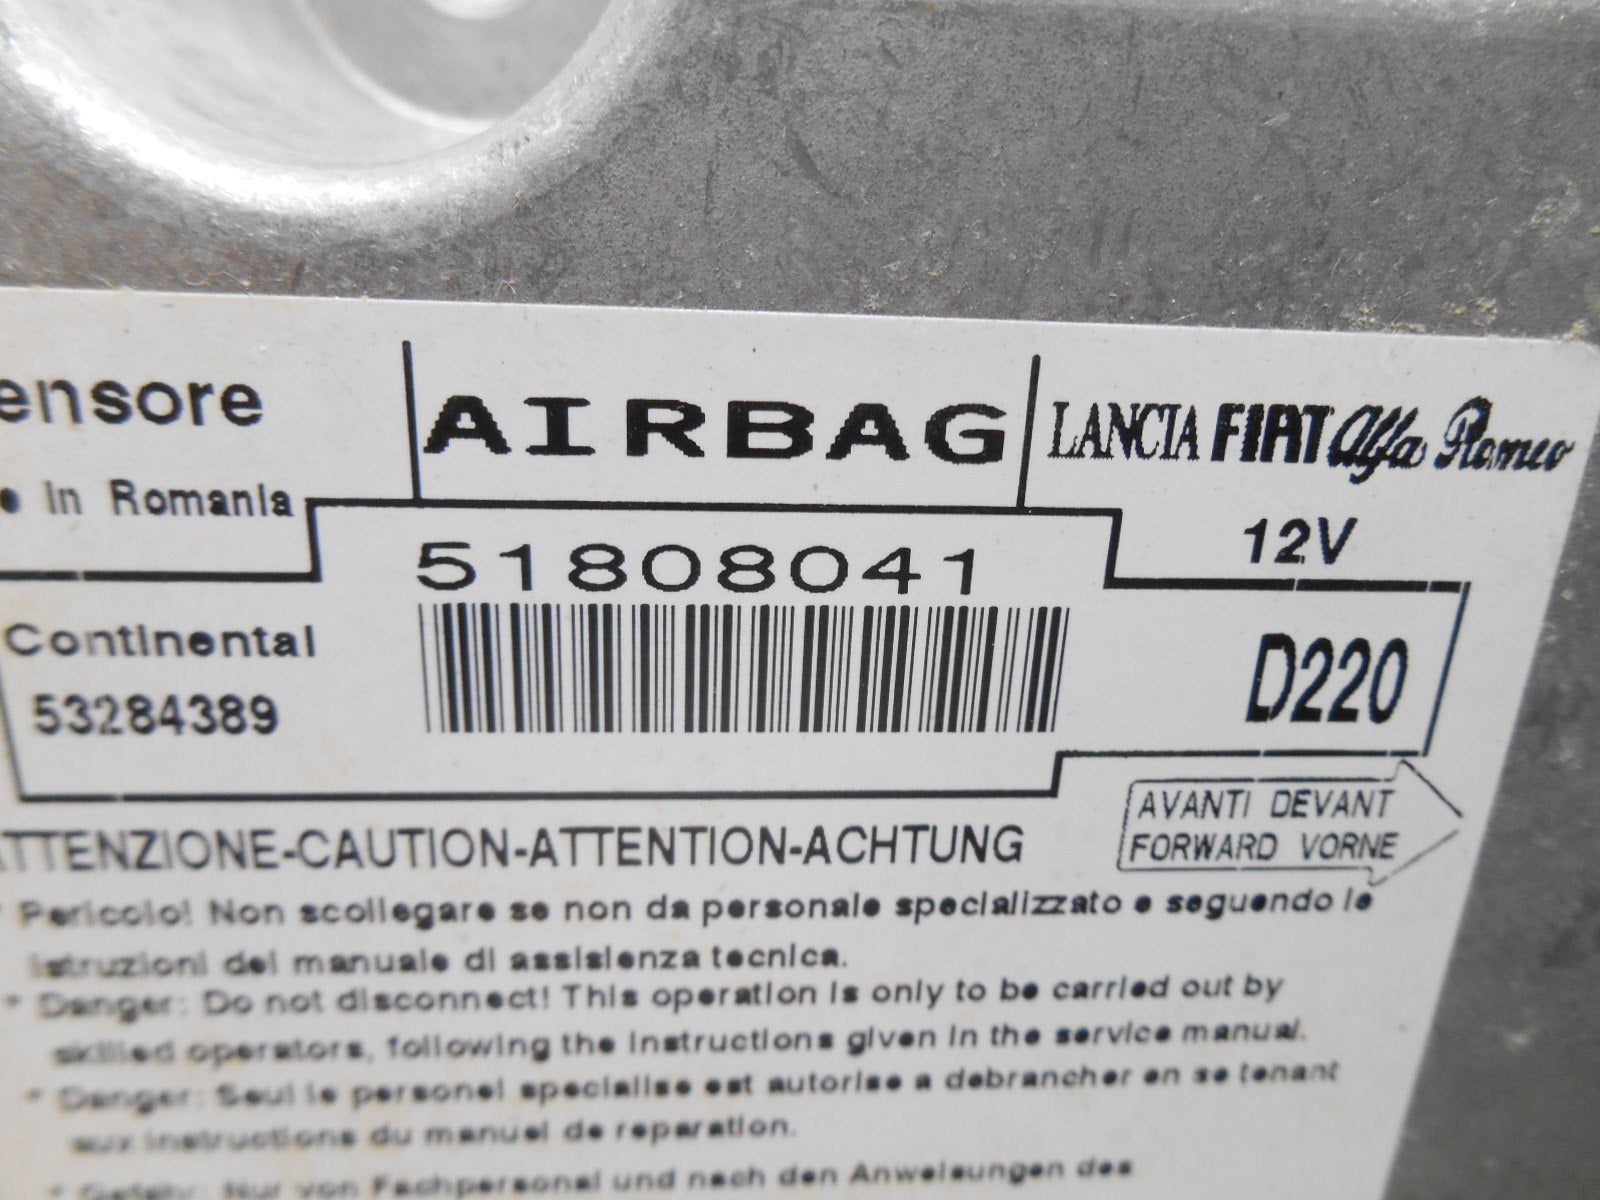 ensore AIRBAG LANCIA FIAT Alfa Romeo
e in Romania
12V
51808041
Continental
53284389
D220
AVANTI DEVANT
FORWARD VORNE
ATTENZIONE-CAUTION-ATTENTION-ACHTUNG
* Pericolo! Non scollegare se non da personale specializzato e seguendo le
istruzioni del manuale di assisienza tecnica.
* Danger: Do not disconnect! This operation is only to be carried out by
skilled operators, following the instructions given in the service manual.
* Danger: Seul le personel specialise est autorise a debrancher en se tenant
aux instructions du manuel de reparation.
* Gefahr: Nur von Fachpersonal und nach den Anweisungen des